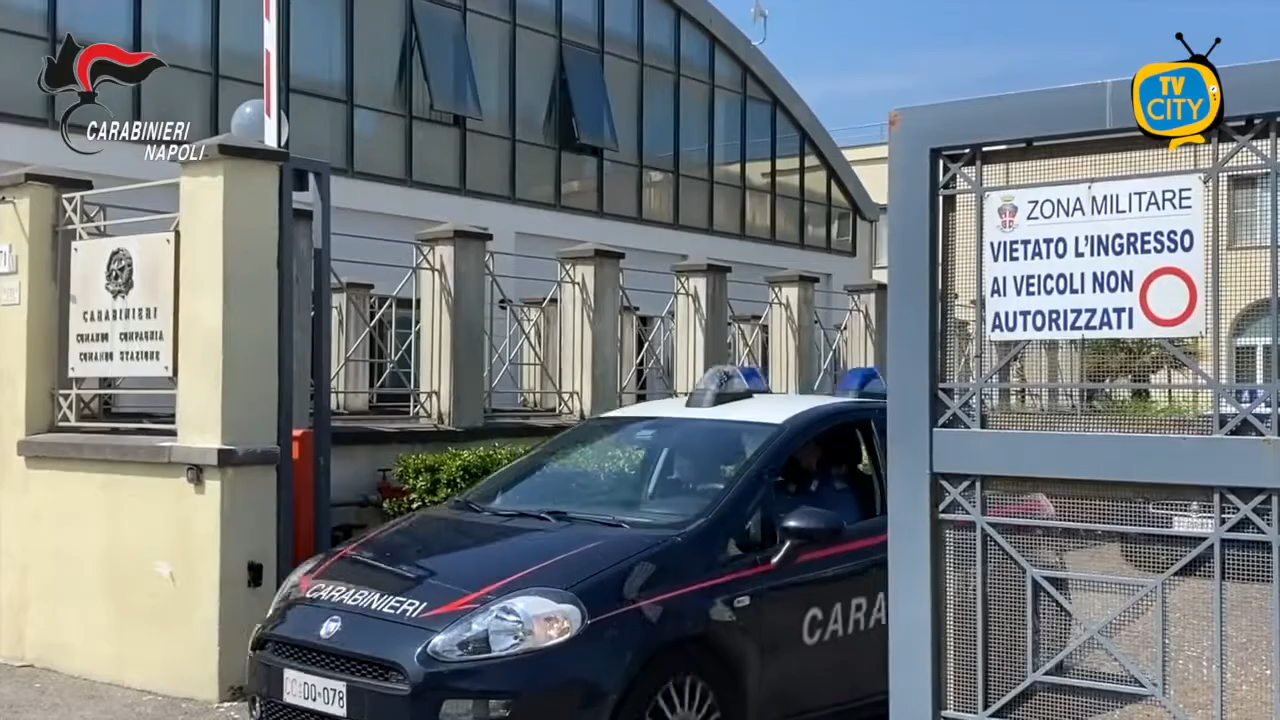 CARABINIERI
NAPOLI
TV
CITY
ZONA MILITARE
VIETATO L'INGRESSO
AI VEICOLI NON
AUTORIZZATI
CARABINIERI
COMANDO COMPAGNIA
COMANDO STAZIONE
CARABINIERI
CARA
CC·DQ·078